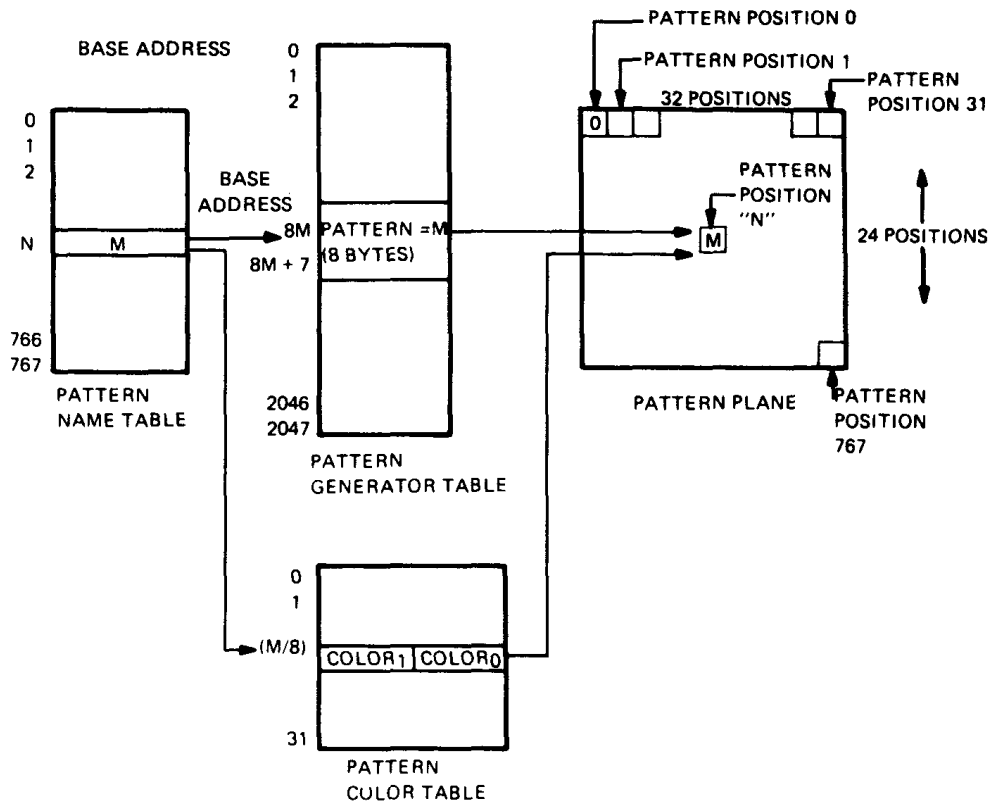 BASE ADDRESS
0
1
2
N
M
766
767
PATTERN
NAME TABLE
BASE
ADDRESS
0
1
2
8M
8M + 7
PATTERN =M
(8 BYTES)
2046
2047
PATTERN
GENERATOR TABLE
PATTERN POSITION 0
PATTERN POSITION 1
32 POSITIONS
PATTERN
POSITION 31
0
PATTERN
POSITION
"N"
M
24 POSITIONS
PATTERN PLANE
PATTERN
POSITION
767
0
1
(M/8)
COLOR1 COLOR0
31
PATTERN
COLOR TABLE